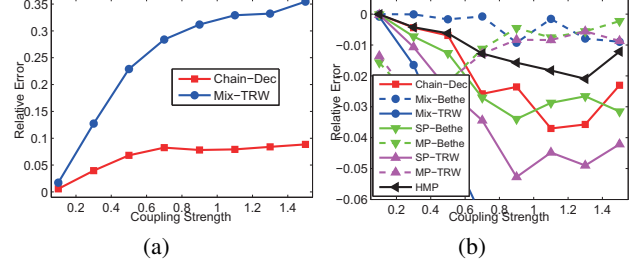 0.35
0.3
0.25
0.2
0.15
0.1
0.05
0
Relative Error
Chain-Dec
Mix-TRW
0.2 0.4 0.6 0.8 1 1.2 1.4
Coupling Strength
(a)
0
−0.01
−0.02
−0.03
−0.04
−0.05
−0.06
Relative Error
Chain-Dec
Mix-Bethe
Mix-TRW
SP-Bethe
MP-Bethe
SP-TRW
MP-TRW
HMP
0.2 0.4 0.6 0.8 1 1.2 1.4
Coupling Strength
(b)